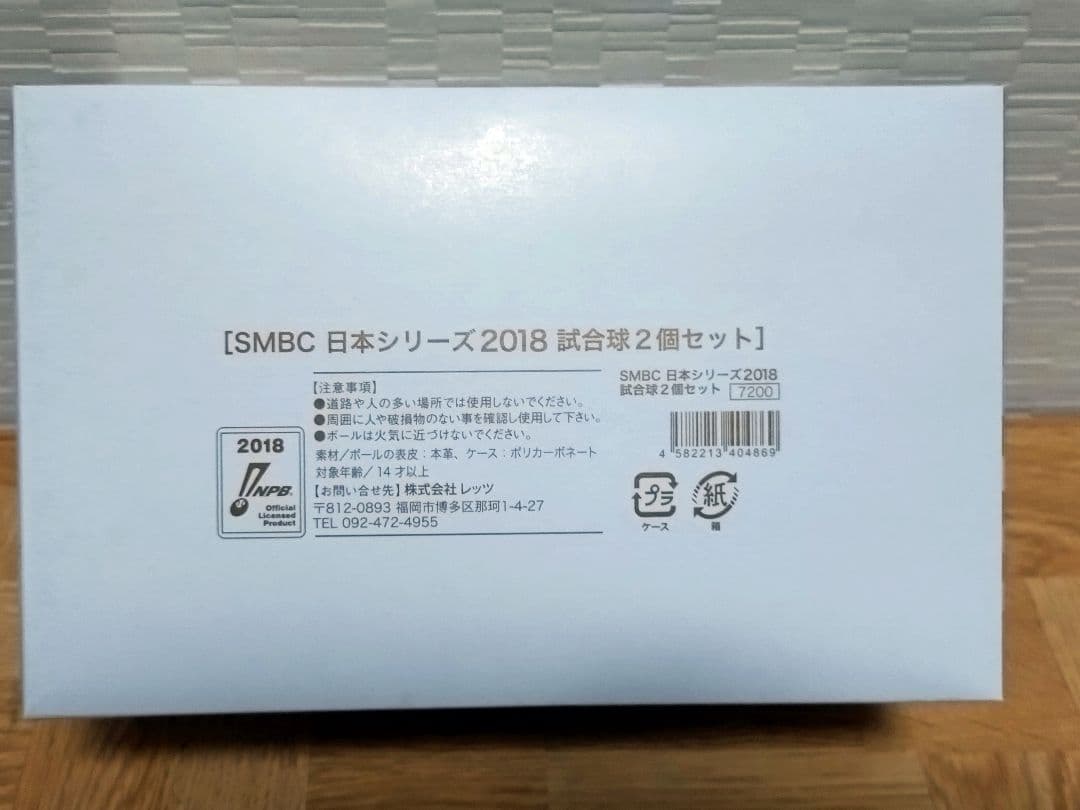 [SMBC 日本シリーズ2018 試合球2個セット]
【注意事項】
●道路や人の多い場所では使用しないでください。
●周囲に人や破損物のない事を確認し使用して下さい。
●ボールは火気に近づけないでください。
素材/ボールの表皮:本革、ケース:ポリカーボネート
対象年齢/14才以上
【お問い合せ先】株式会社レッツ
〒812-0893 福岡市博多区那珂1-4-27
TEL 092-472-4955
2018
NPB
Official
Licensed
Product
SMBC 日本シリーズ2018
試合球2個セット 7200
4 582213 404869
プラ
ケース
紙
箱